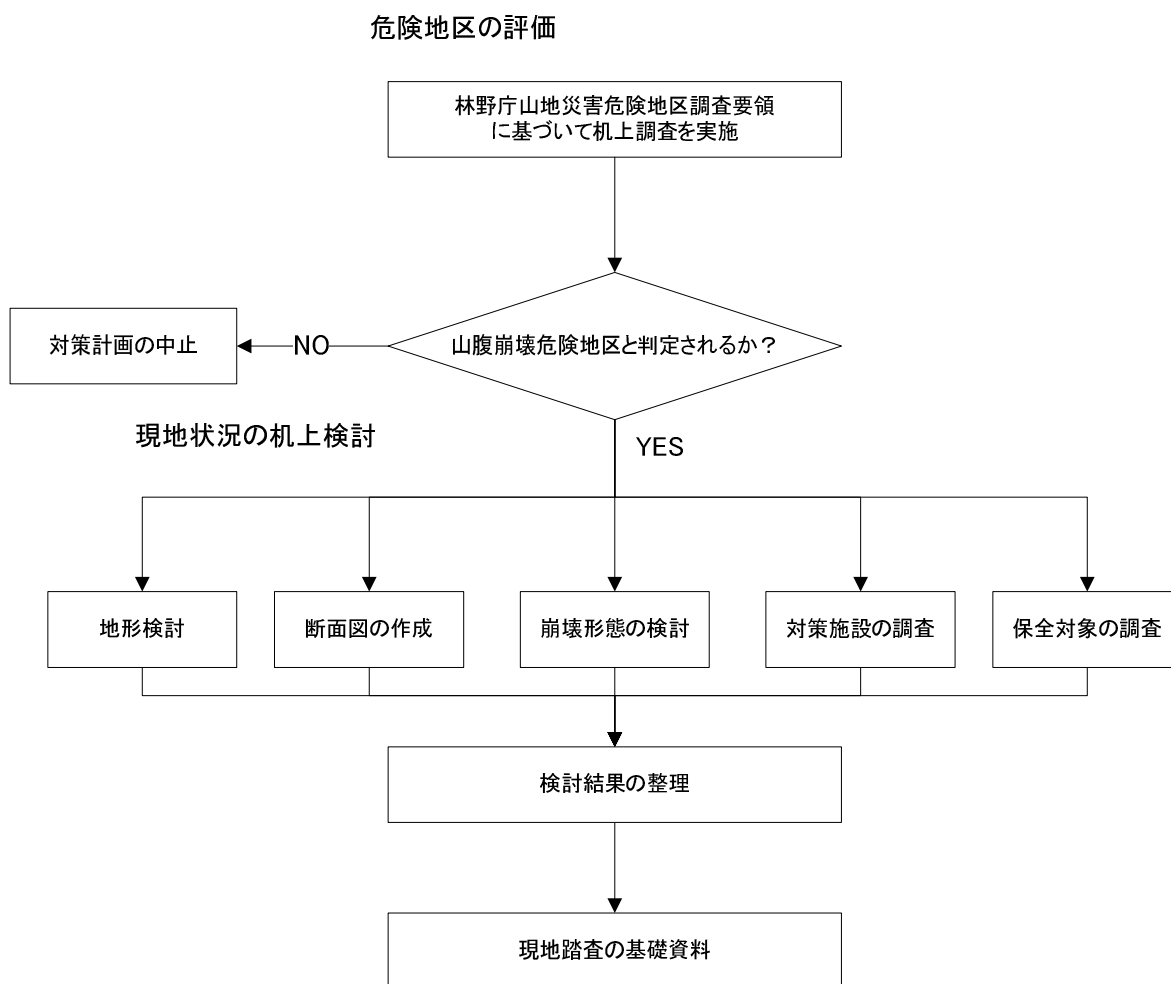 危険地区の評価
林野庁山地災害危険地区調査要領
に基づいて机上調査を実施
山腹崩壊危険地区と判定されるか？
対策計画の中止
NO
現地状況の机上検討
YES
地形検討
断面図の作成
崩壊形態の検討
対策施設の調査
保全対象の調査
検討結果の整理
現地踏査の基礎資料